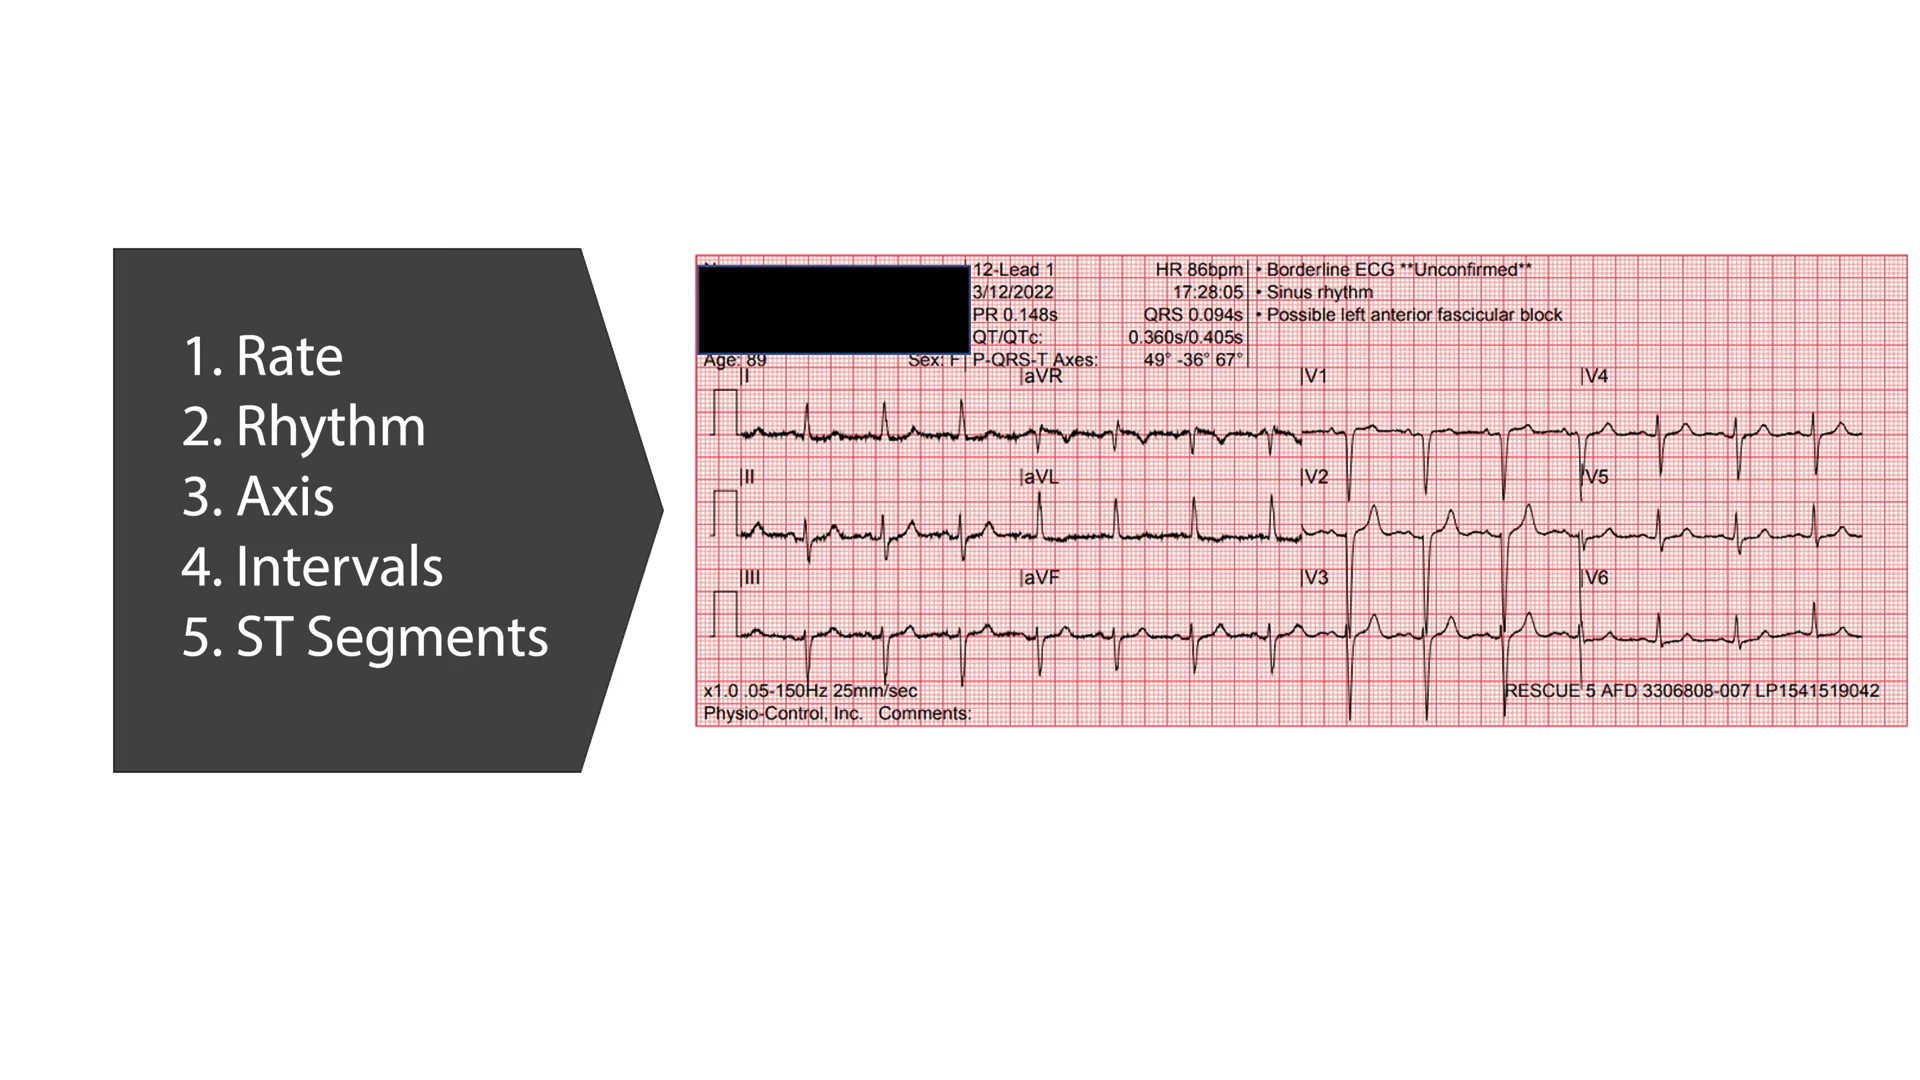 1. Rate
2. Rhythm
3. Axis
4. Intervals
5. ST Segments
12-Lead 1 HR 86bpm
3/12/2022 17:28:05
PR 0.148s QRS 0.094s
QT/QTc: 0.360s/0.405s
P-QRS-T Axes: 49° -36° 67°
• Borderline ECG **Unconfirmed**
• Sinus rhythm
• Possible left anterior fascicular block
Age: 89 Sex: F
I aVR V1 V4
II aVL V2 V5
III aVF V3 V6
x1.0 .05-150Hz 25mm/sec
RESCUE 5 AFD 3306808-007 LP1541519042
Physio-Control, Inc. Comments: